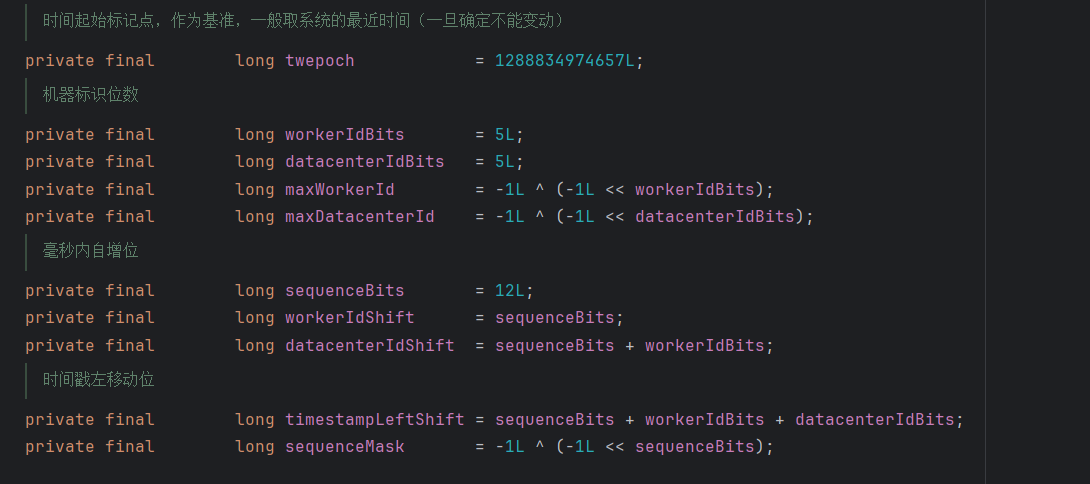 时间起始标记点，作为基准，一般取系统的最近时间（一旦确定不能变动）
private final        long twepoch            = 1288834974657L;
机器标识位数
private final        long workerIdBits       = 5L;
private final        long datacenterIdBits   = 5L;
private final        long maxWorkerId        = -1L ^ (-1L << workerIdBits);
private final        long maxDatacenterId    = -1L ^ (-1L << datacenterIdBits);
毫秒内自增位
private final        long sequenceBits       = 12L;
private final        long workerIdShift      = sequenceBits;
private final        long datacenterIdShift  = sequenceBits + workerIdBits;
时间戳左移动位
private final        long timestampLeftShift = sequenceBits + workerIdBits + datacenterIdBits;
private final        long sequenceMask       = -1L ^ (-1L << sequenceBits);